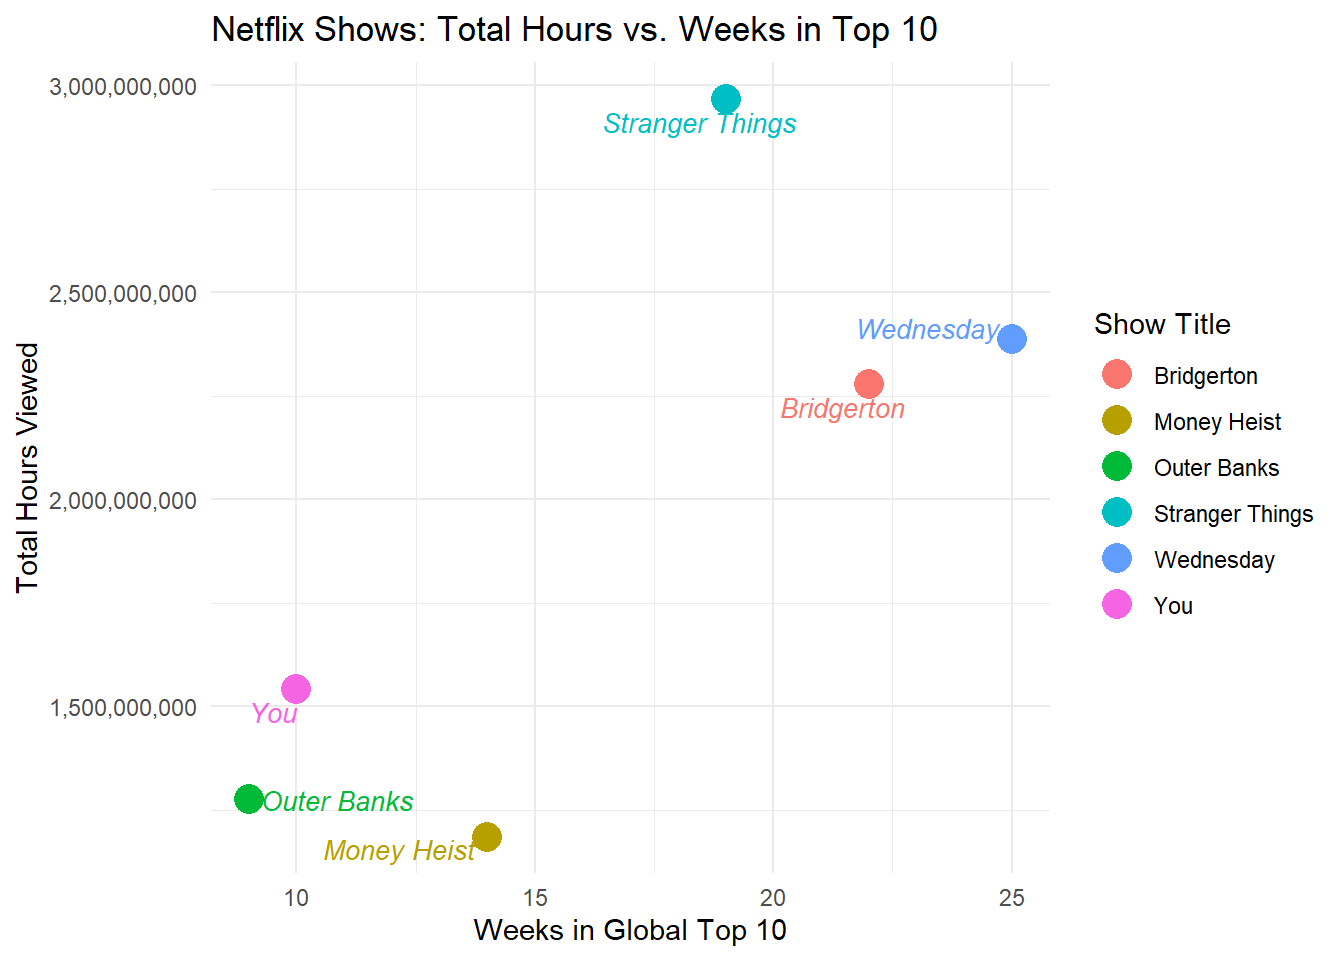 Netflix Shows: Total Hours vs. Weeks in Top 10
3,000,000,000
2,500,000,000
2,000,000,000
1,500,000,000
Total Hours Viewed
Stranger Things
Wednesday
Bridgerton
You
Outer Banks
Money Heist
10
15
20
25
Weeks in Global Top 10
Show Title
Bridgerton
Money Heist
Outer Banks
Stranger Things
Wednesday
You